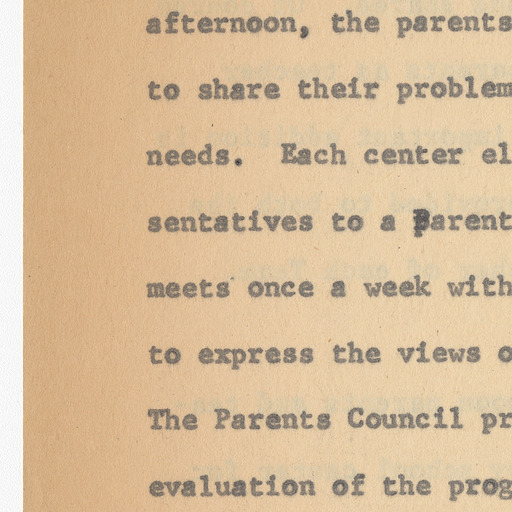 afternoon, the parents
to share their problem
needs.  Each center el
sentatives to a Parent
meets once a week with
to express the views o
The Parents Council pr
evaluation of the prog